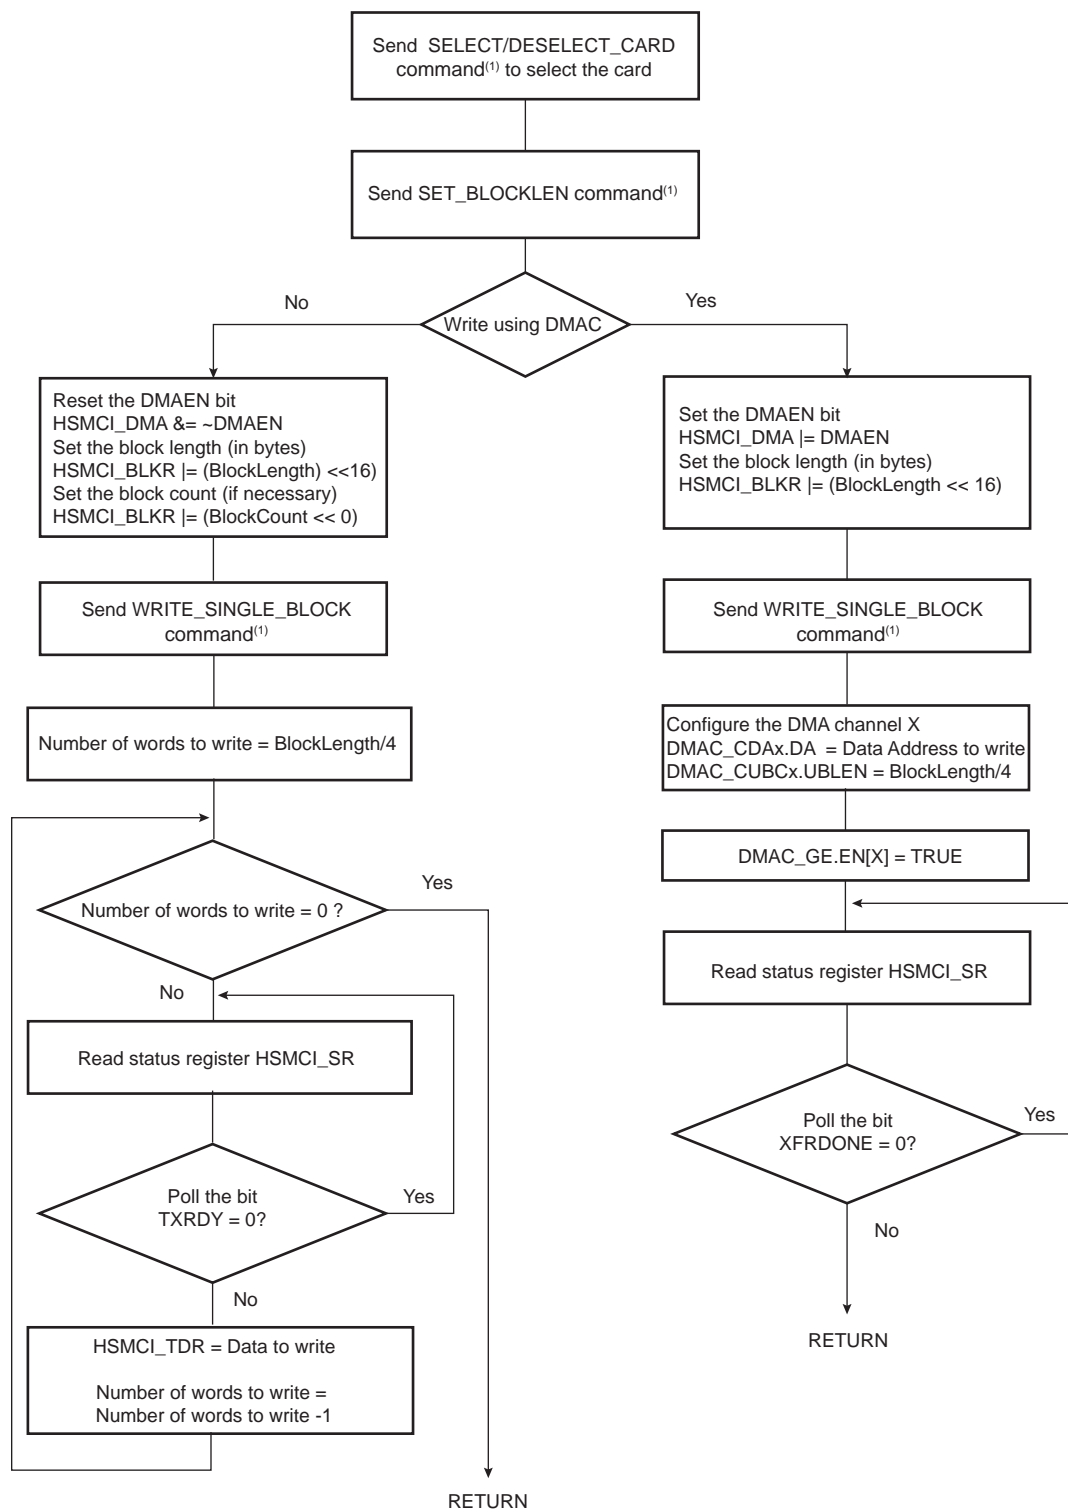 Send SELECT/DESELECT_CARD
command(1) to select the card
Send SET_BLOCKLEN command(1)
No
Yes
Write using DMAC
Reset the DMAEN bit
HSMCI_DMA &= ~DMAEN
Set the block length (in bytes)
HSMCI_BLKR |= (BlockLength) <<16)
Set the block count (if necessary)
HSMCI_BLKR |= (BlockCount << 0)
Send WRITE_SINGLE_BLOCK
command(1)
Number of words to write = BlockLength/4
Number of words to write = 0 ?
Yes
No
Read status register HSMCI_SR
Poll the bit
TXRDY = 0?
Yes
No
HSMCI_TDR = Data to write
Number of words to write =
Number of words to write -1
RETURN
Set the DMAEN bit
HSMCI_DMA |= DMAEN
Set the block length (in bytes)
HSMCI_BLKR |= (BlockLength << 16)
Send WRITE_SINGLE_BLOCK
command(1)
Configure the DMA channel X
DMAC_CDAx.DA = Data Address to write
DMAC_CUBCx.UBLEN = BlockLength/4
DMAC_GE.EN[X] = TRUE
Read status register HSMCI_SR
Poll the bit
XFRDONE = 0?
Yes
No
RETURN